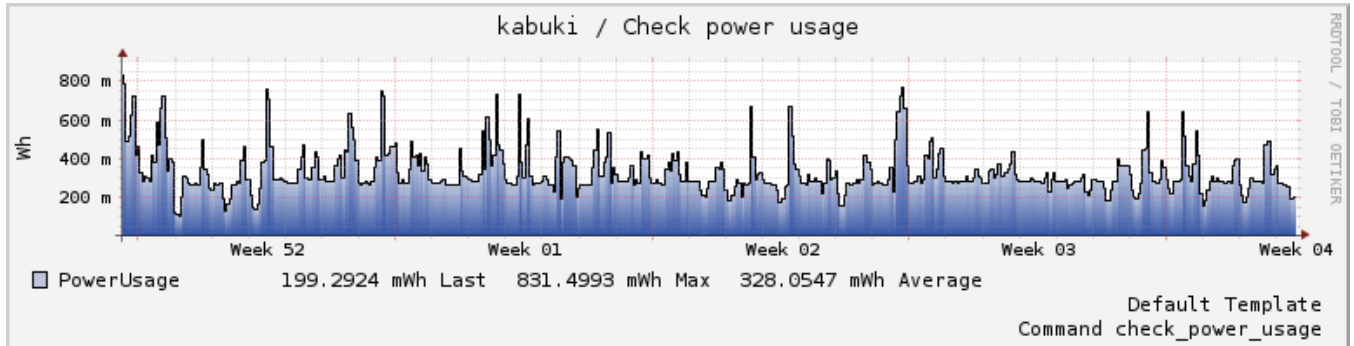 kabuki / Check power usage
RRDTOOL / TOBI OETIKER
Wh
800 m
600 m
400 m
200 m
Week 52 Week 01 Week 02 Week 03 Week 04
PowerUsage 199.2924 mWh Last 831.4993 mWh Max 328.0547 mWh Average
Default Template
Command check_power_usage